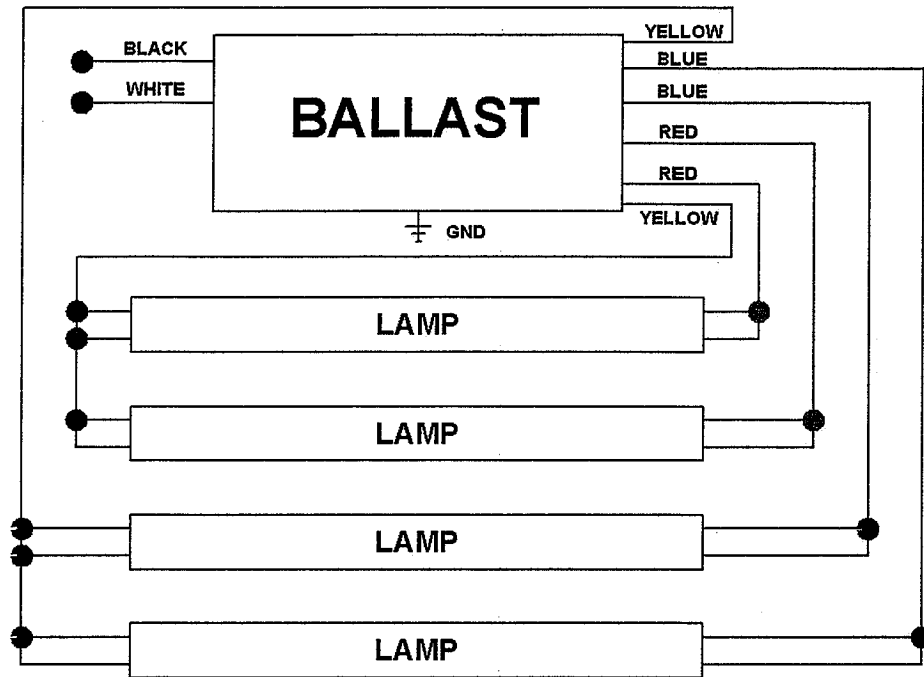 YELLOW
BLACK
BLUE
WHITE
BLUE
BALLAST
RED
RED
YELLOW
GND
LAMP
LAMP
LAMP
LAMP